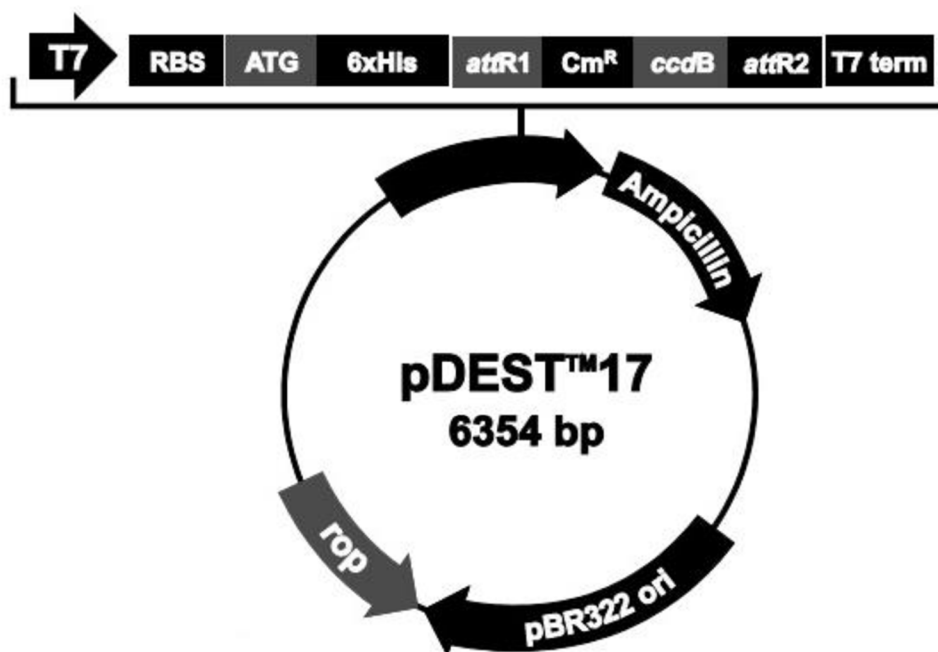 T7 RBS ATG 6xHis attR1 CmR ccdB attR2 T7 term
Ampicillin
pDEST™17
6354 bp
rop
pBR322 ori